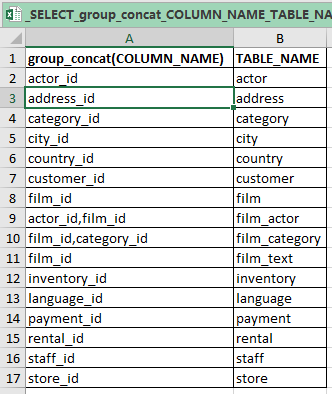 _SELECT_group_concat_COLUMN_NAME_TABLE_NA
A B
1 group_concat(COLUMN_NAME) TABLE_NAME
2 actor_id actor
3 address_id address
4 category_id category
5 city_id city
6 country_id country
7 customer_id customer
8 film_id film
9 actor_id,film_id film_actor
10 film_id,category_id film_category
11 film_id film_text
12 inventory_id inventory
13 language_id language
14 payment_id payment
15 rental_id rental
16 staff_id staff
17 store_id store